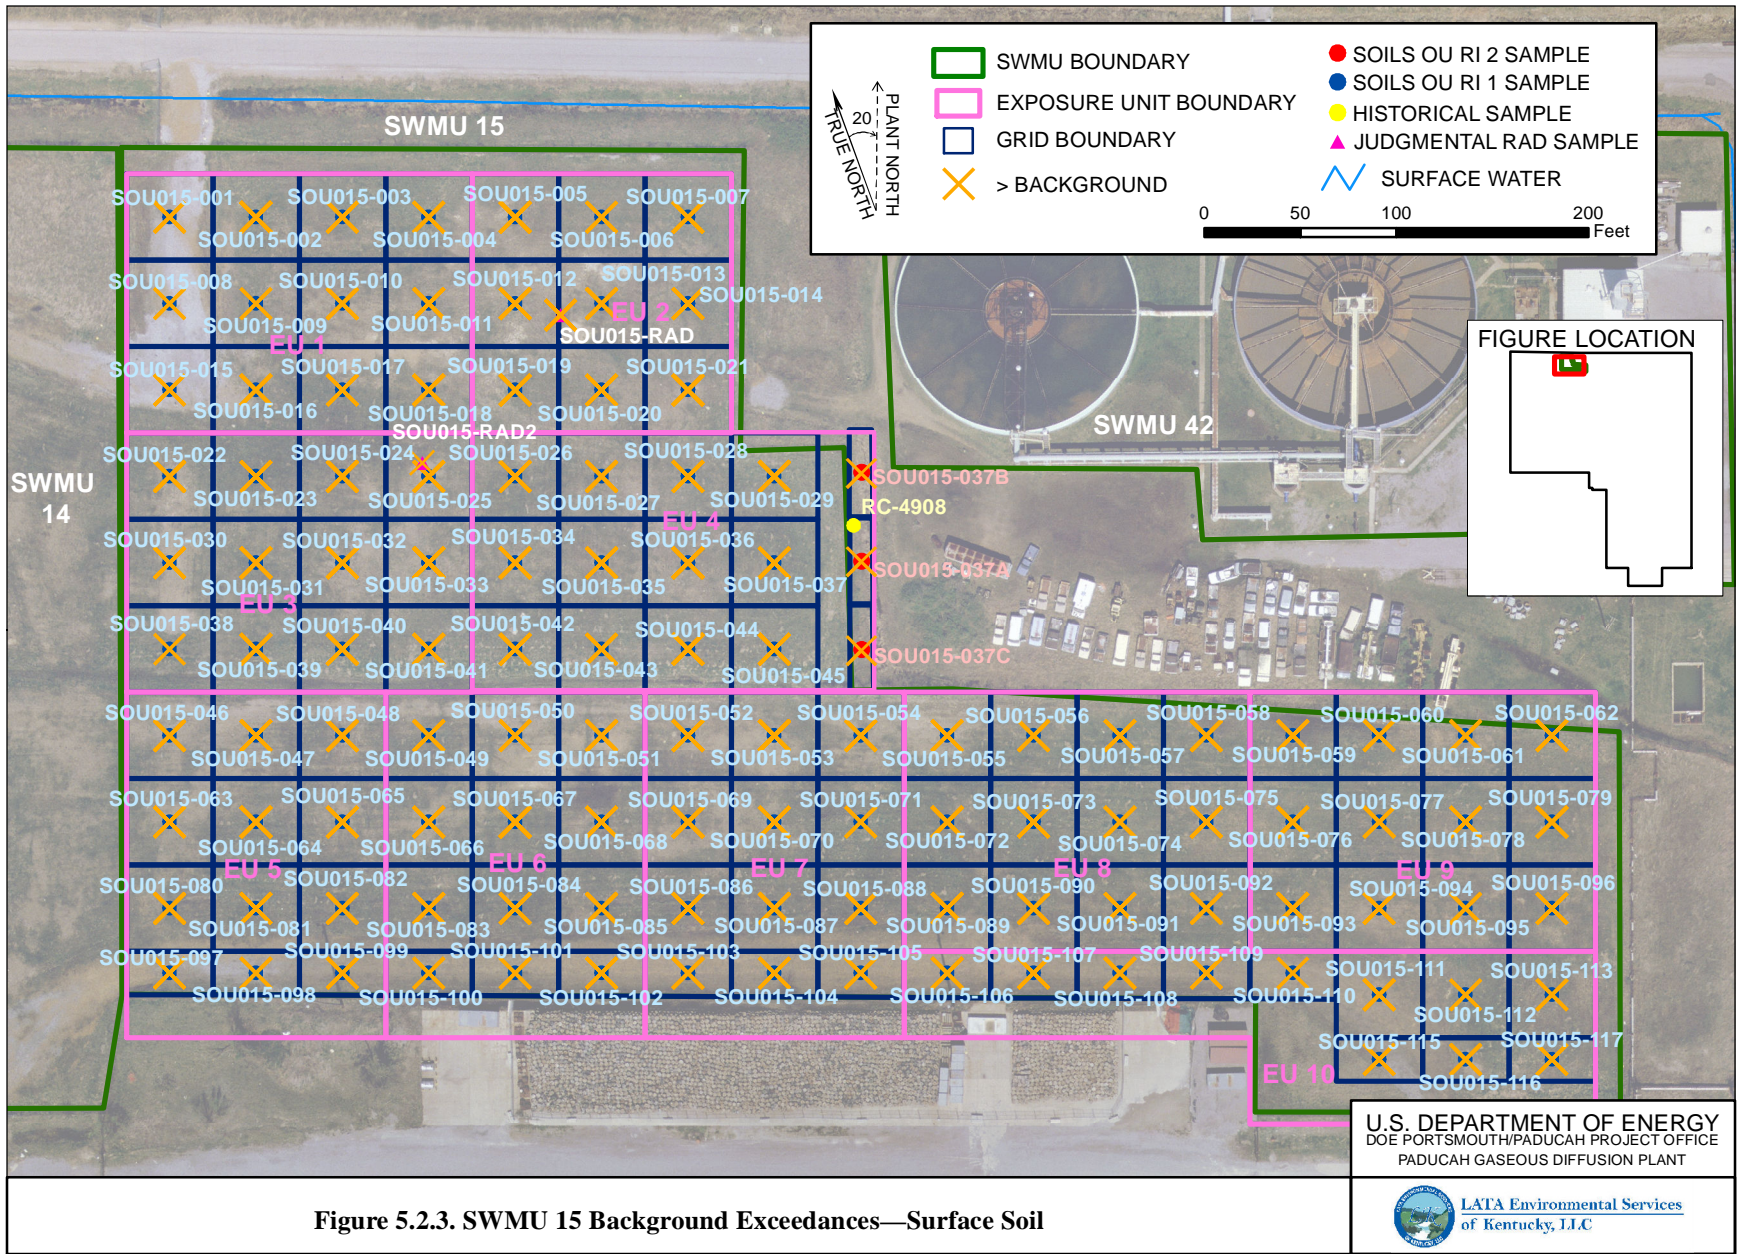 SWMU 15
SWMU BOUNDARY
EXPOSURE UNIT BOUNDARY
GRID BOUNDARY
> BACKGROUND
SOILS OU RI 2 SAMPLE
SOILS OU RI 1 SAMPLE
HISTORICAL SAMPLE
JUDGMENTAL RAD SAMPLE
SURFACE WATER
20
TRUE NORTH
PLANT NORTH
0 50 100 200
Feet
FIGURE LOCATION
SWMU 42
SWMU
14
SOU015-001
SOU015-002
SOU015-003
SOU015-004
SOU015-005
SOU015-006
SOU015-007
SOU015-008
SOU015-009
SOU015-010
SOU015-011
SOU015-012
SOU015-013
SOU015-014
EU 1
EU 2
SOU015-RAD
SOU015-015
SOU015-016
SOU015-017
SOU015-018
SOU015-019
SOU015-020
SOU015-021
SOU015-RAD2
SOU015-022
SOU015-023
SOU015-024
SOU015-025
SOU015-026
SOU015-027
SOU015-028
SOU015-029
SOU015-037B
RC-4908
EU 4
SOU015-030
SOU015-031
SOU015-032
SOU015-033
SOU015-034
SOU015-035
SOU015-036
SOU015-037
SOU015-037A
EU 3
SOU015-038
SOU015-039
SOU015-040
SOU015-041
SOU015-042
SOU015-043
SOU015-044
SOU015-045
SOU015-037C
SOU015-046
SOU015-047
SOU015-048
SOU015-049
SOU015-050
SOU015-051
SOU015-052
SOU015-053
SOU015-054
SOU015-055
SOU015-056
SOU015-057
SOU015-058
SOU015-059
SOU015-060
SOU015-061
SOU015-062
SOU015-063
SOU015-064
SOU015-065
SOU015-066
SOU015-067
SOU015-068
SOU015-069
SOU015-070
SOU015-071
SOU015-072
SOU015-073
SOU015-074
SOU015-075
SOU015-076
SOU015-077
SOU015-078
SOU015-079
EU 5
EU 6
EU 7
EU 8
EU 9
SOU015-080
SOU015-081
SOU015-082
SOU015-083
SOU015-084
SOU015-085
SOU015-086
SOU015-087
SOU015-088
SOU015-089
SOU015-090
SOU015-091
SOU015-092
SOU015-093
SOU015-094
SOU015-095
SOU015-096
SOU015-097
SOU015-098
SOU015-099
SOU015-100
SOU015-101
SOU015-102
SOU015-103
SOU015-104
SOU015-105
SOU015-106
SOU015-107
SOU015-108
SOU015-109
SOU015-110
SOU015-111
SOU015-112
SOU015-113
SOU015-115
SOU015-116
SOU015-117
EU 10
U.S. DEPARTMENT OF ENERGY
DOE PORTSMOUTH/PADUCAH PROJECT OFFICE
PADUCAH GASEOUS DIFFUSION PLANT
Figure 5.2.3. SWMU 15 Background Exceedances—Surface Soil
LATA Environmental Services
of Kentucky, LLC